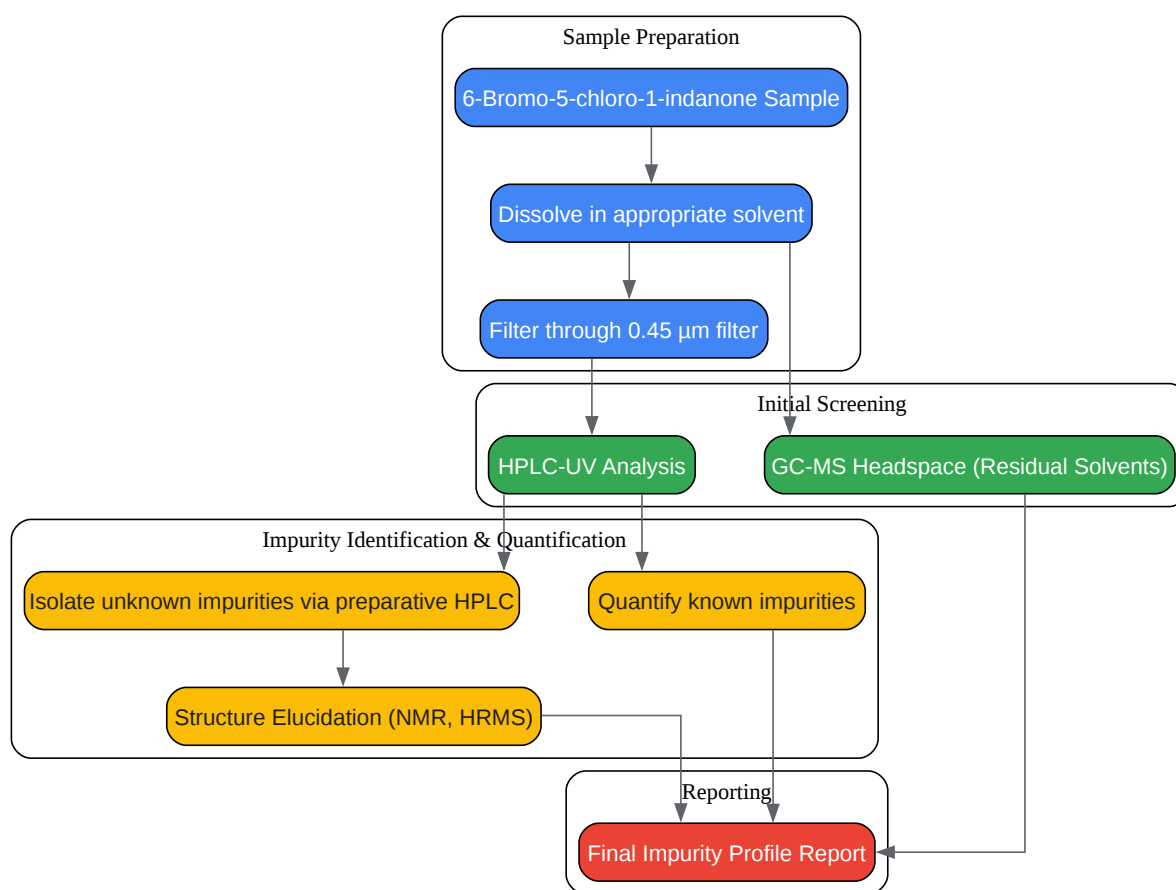 Sample Preparation
6-Bromo-5-chloro-1-indanone Sample
Dissolve in appropriate solvent
Filter through 0.45 µm filter
Initial Screening
HPLC-UV Analysis
GC-MS Headspace (Residual Solvents)
Impurity Identification & Quantification
Isolate unknown impurities via preparative HPLC
Quantify known impurities
Structure Elucidation (NMR, HRMS)
Reporting
Final Impurity Profile Report